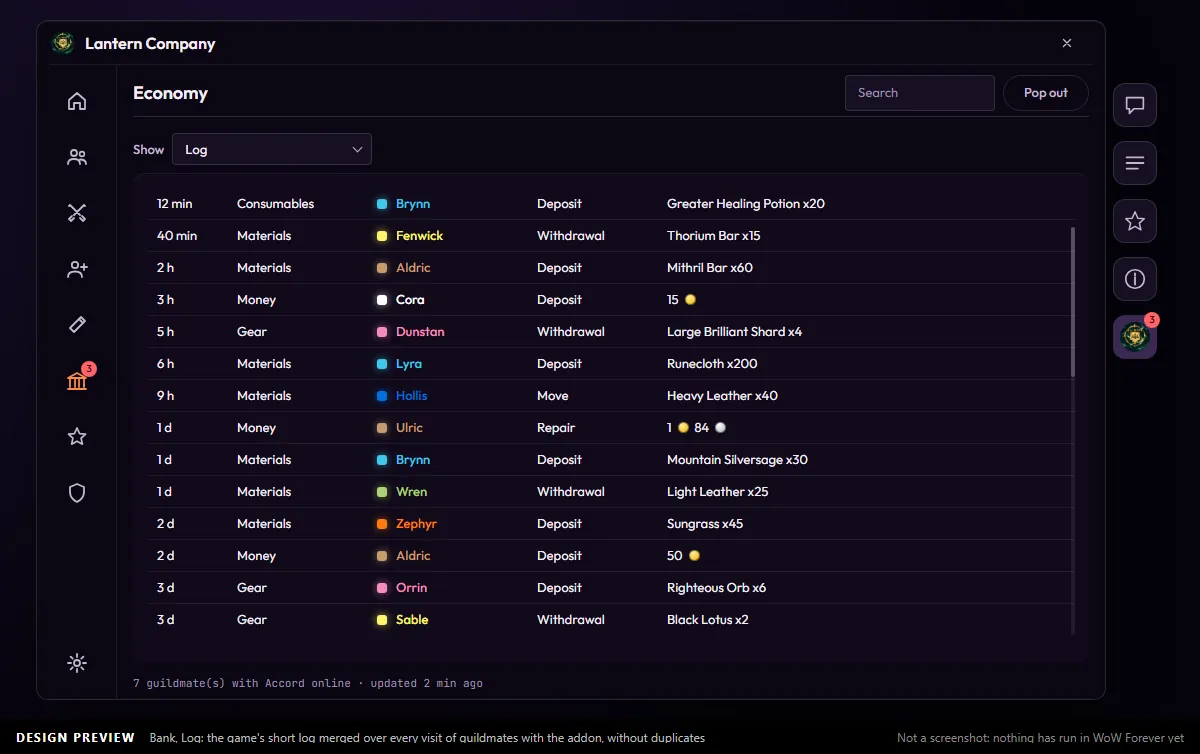 Lantern Company
Economy
Search
Pop out
Show
Log
12 min Consumables Brynn Deposit Greater Healing Potion x20
40 min Materials Fenwick Withdrawal Thorium Bar x15
2 h Materials Aldric Deposit Mithril Bar x60
3 h Money Cora Deposit 15
5 h Gear Dunstan Withdrawal Large Brilliant Shard x4
6 h Materials Lyra Deposit Runecloth x200
9 h Materials Hollis Move Heavy Leather x40
1 d Money Ulric Repair 1 84
1 d Materials Brynn Deposit Mountain Silversage x30
1 d Materials Wren Withdrawal Light Leather x25
2 d Materials Zephyr Deposit Sungrass x45
2 d Money Aldric Deposit 50
3 d Gear Orrin Deposit Righteous Orb x6
3 d Gear Sable Withdrawal Black Lotus x2
3
3
7 guildmate(s) with Accord online · updated 2 min ago
DESIGN PREVIEW Bank, Log: the game's short log merged over every visit of guildmates with the addon, without duplicates
Not a screenshot: nothing has run in WoW Forever yet